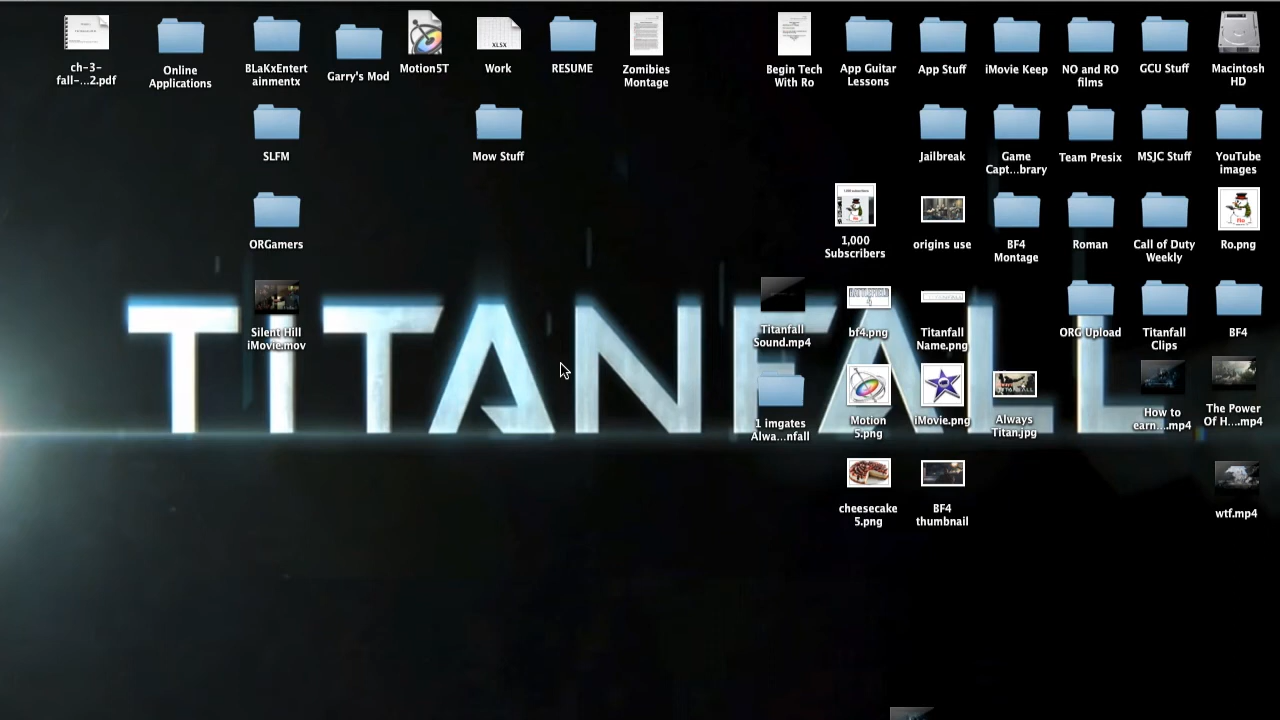 ch-3-
fall-...2.pdf
Online
Applications
BLaKxEntert
ainmentx
Garry's Mod
Motion5T
XLSX
Work
RESUME
Zomibies
Montage
Begin Tech
With Ro
App Guitar
Lessons
App Stuff
iMovie Keep
NO and RO
films
GCU Stuff
Macintosh
HD
SLFM
Mow Stuff
Jailbreak
Game
Capt...brary
Team Presix
MSJC Stuff
YouTube
images
ORGamers
1,000
Subscribers
origins use
BF4
Montage
Roman
Call of Duty
Weekly
Ro.png
TITANFALL
Silent Hill
iMovie.mov
Titanfall
Sound.mp4
bf4.png
Titanfall
Name.png
ORG Upload
Titanfall
Clips
BF4
1 imgates
Alwa...nfall
Motion
5.png
iMovie.png
Always
Titan.jpg
How to
earn....mp4
The Power
Of H....mp4
cheesecake
5.png
BF4
thumbnail
wtf.mp4